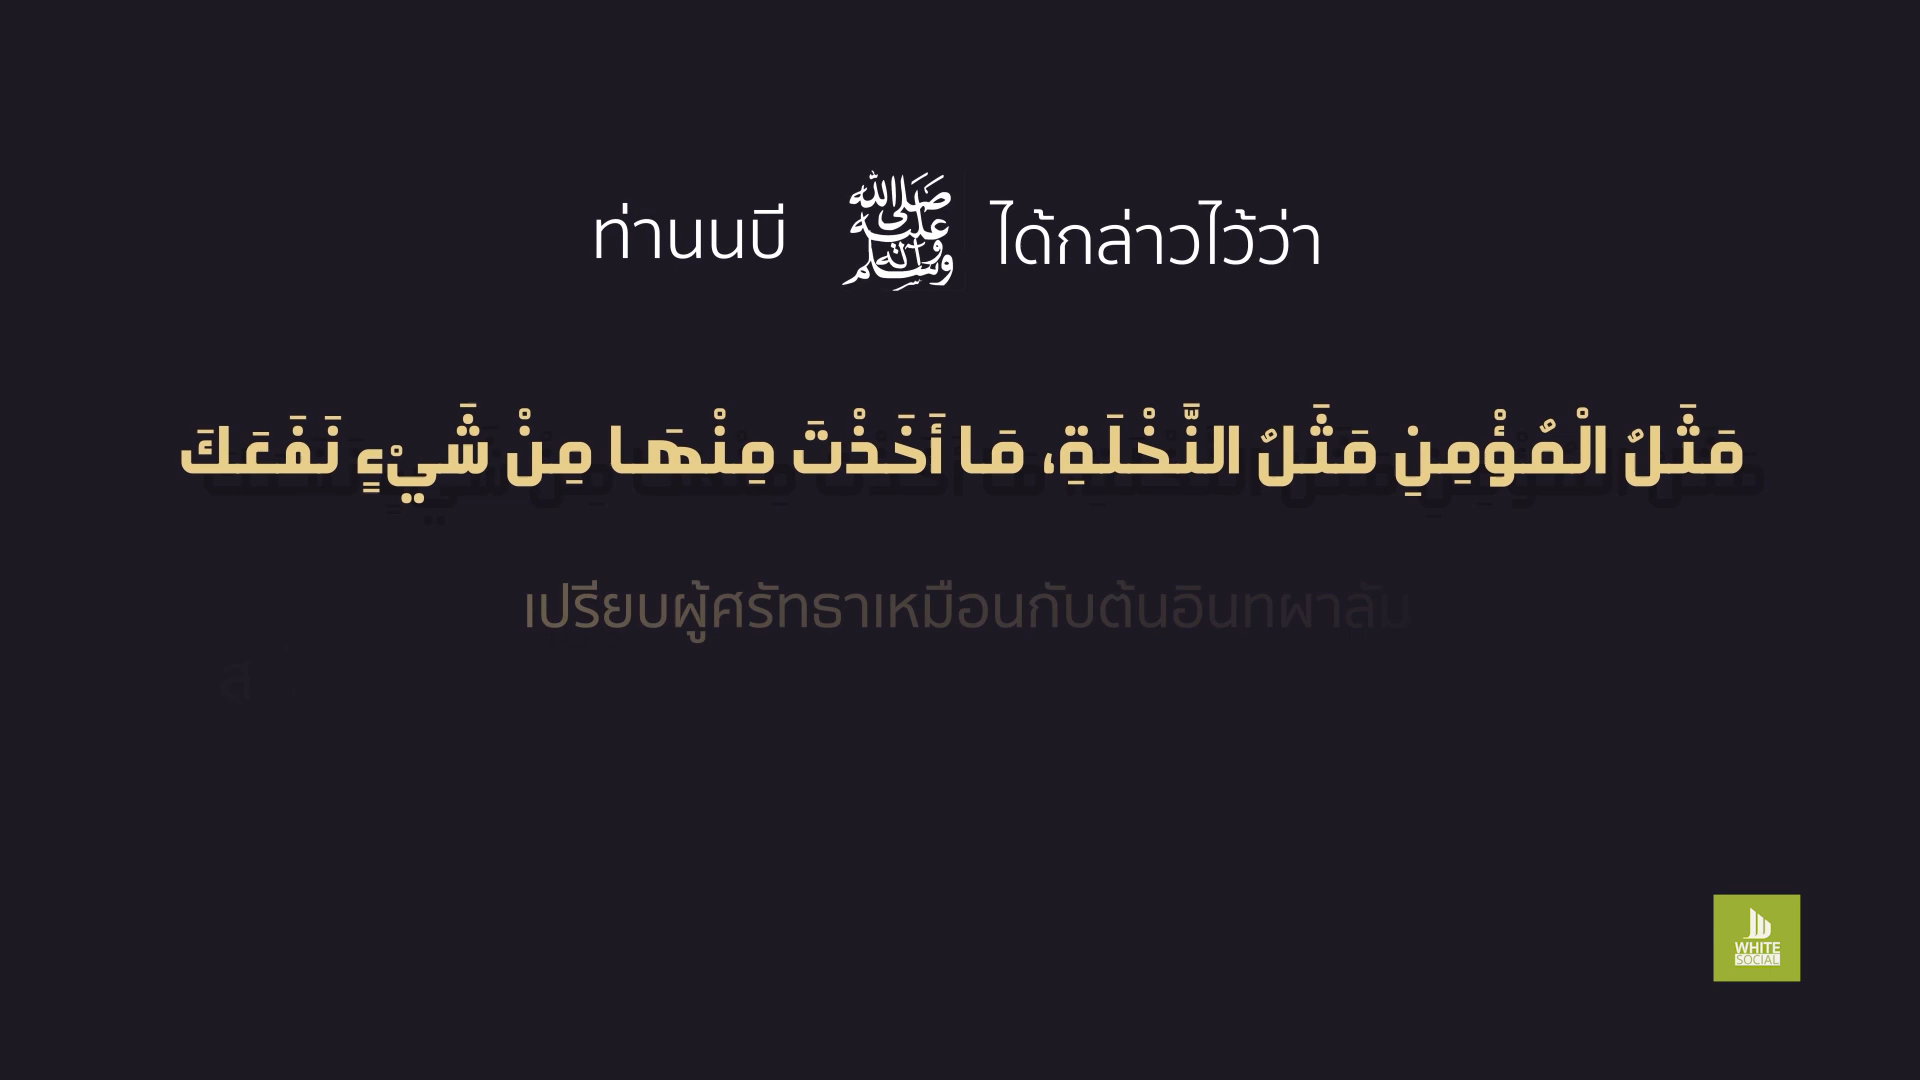 ท่านนบี ﷺ ได้กล่าวไว้ว่า
مَثَلُ الْمُؤْمِنِ مَثَلُ النَّخْلَةِ، مَا أَخَذْتَ مِنْهَا مِنْ شَيْءٍ نَفَعَكَ
เปรียบผู้ศรัทธาเหมือนกับต้นอินทผาลัม
WHITE
SOCIAL